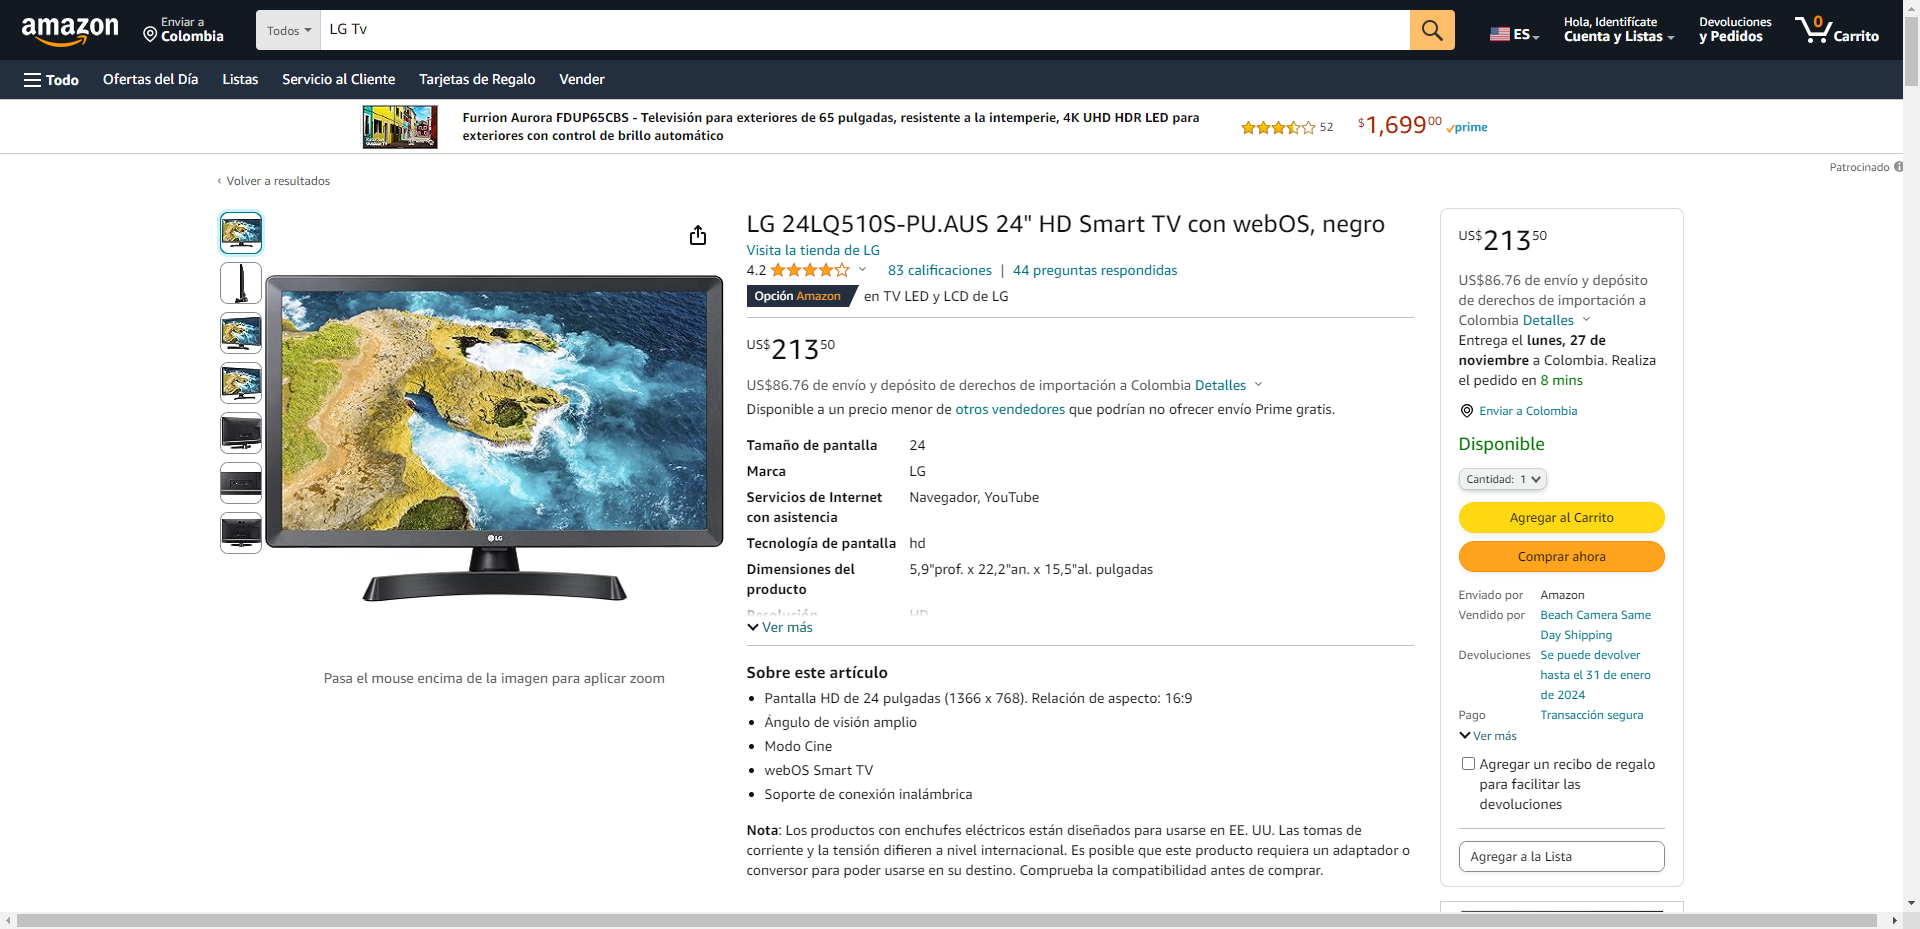 amazon
Enviar a
Colombia
Todos
LG Tv
ES
Hola, Identifícate
Cuenta y Listas
Devoluciones
y Pedidos
0
Carrito
Todo
Ofertas del Día
Listas
Servicio al Cliente
Tarjetas de Regalo
Vender
Furrion Aurora FDUP65CBS - Televisión para exteriores de 65 pulgadas, resistente a la intemperie, 4K UHD HDR LED para
exteriores con control de brillo automático
52
$1,69900
prime
Patrocinado
‹ Volver a resultados
LG 24LQ510S-PU.AUS 24" HD Smart TV con webOS, negro
Visita la tienda de LG
4.2
83 calificaciones | 44 preguntas respondidas
Opción Amazon en TV LED y LCD de LG
US$21350
US$86.76 de envío y depósito de derechos de importación a Colombia Detalles
Disponible a un precio menor de otros vendedores que podrían no ofrecer envío Prime gratis.
Tamaño de pantalla 24
Marca LG
Servicios de Internet Navegador, YouTube
con asistencia
Tecnología de pantalla hd
Dimensiones del 5,9"prof. x 22,2"an. x 15,5"al. pulgadas
producto
Resolución HD
Ver más
LG
Pasa el mouse encima de la imagen para aplicar zoom
Sobre este artículo
• Pantalla HD de 24 pulgadas (1366 x 768). Relación de aspecto: 16:9
• Ángulo de visión amplio
• Modo Cine
• webOS Smart TV
• Soporte de conexión inalámbrica
Nota: Los productos con enchufes eléctricos están diseñados para usarse en EE. UU. Las tomas de
corriente y la tensión difieren a nivel internacional. Es posible que este producto requiera un adaptador o
conversor para poder usarse en su destino. Comprueba la compatibilidad antes de comprar.
US$21350
US$86.76 de envío y depósito
de derechos de importación a
Colombia Detalles
Entrega el lunes, 27 de
noviembre a Colombia. Realiza
el pedido en 8 mins
Enviar a Colombia
Disponible
Cantidad: 1
Agregar al Carrito
Comprar ahora
Enviado por Amazon
Vendido por Beach Camera Same
Day Shipping
Devoluciones Se puede devolver
hasta el 31 de enero
de 2024
Pago Transacción segura
Ver más
Agregar un recibo de regalo
para facilitar las
devoluciones
Agregar a la Lista